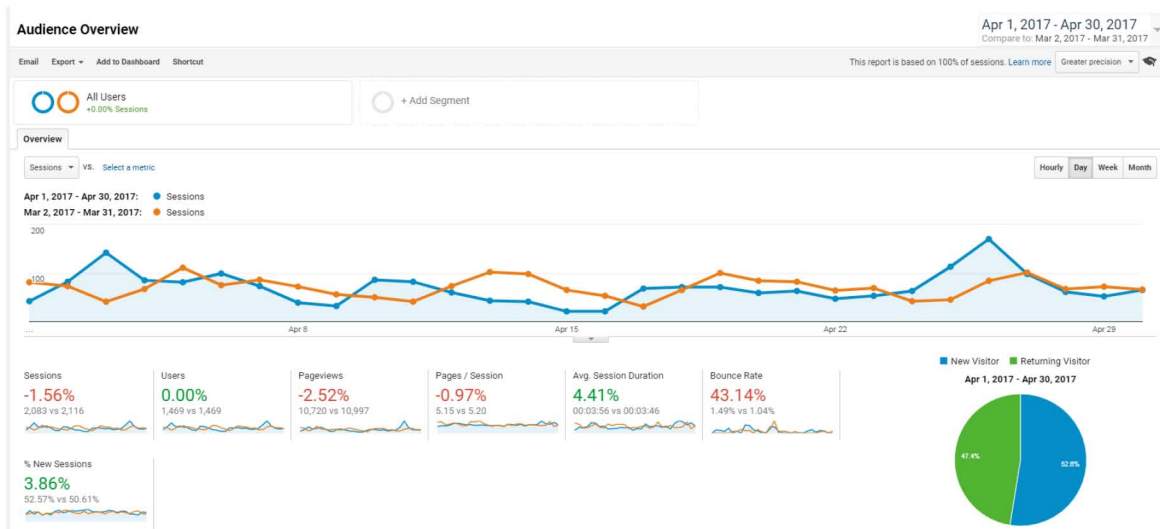 Audience Overview
Apr 1, 2017 - Apr 30, 2017
Compare to: Mar 2, 2017 - Mar 31, 2017
Email Export Add to Dashboard Shortcut
This report is based on 100% of sessions. Learn more Greater precision
All Users
+0.00% Sessions
+ Add Segment
Overview
Sessions VS. Select a metric
Hourly Day Week Month
Apr 1, 2017 - Apr 30, 2017: Sessions
Mar 2, 2017 - Mar 31, 2017: Sessions
200
100
... Apr 8 Apr 15 Apr 22 Apr 29
Sessions
-1.56%
2,083 vs 2,116
Users
0.00%
1,469 vs 1,469
Pageviews
-2.52%
10,720 vs 10,997
Pages / Session
-0.97%
5.15 vs 5.20
Avg. Session Duration
4.41%
00:03:56 vs 00:03:46
Bounce Rate
43.14%
1.49% vs 1.04%
% New Sessions
3.86%
52.57% vs 50.61%
New Visitor Returning Visitor
Apr 1, 2017 - Apr 30, 2017
47.4%
52.6%